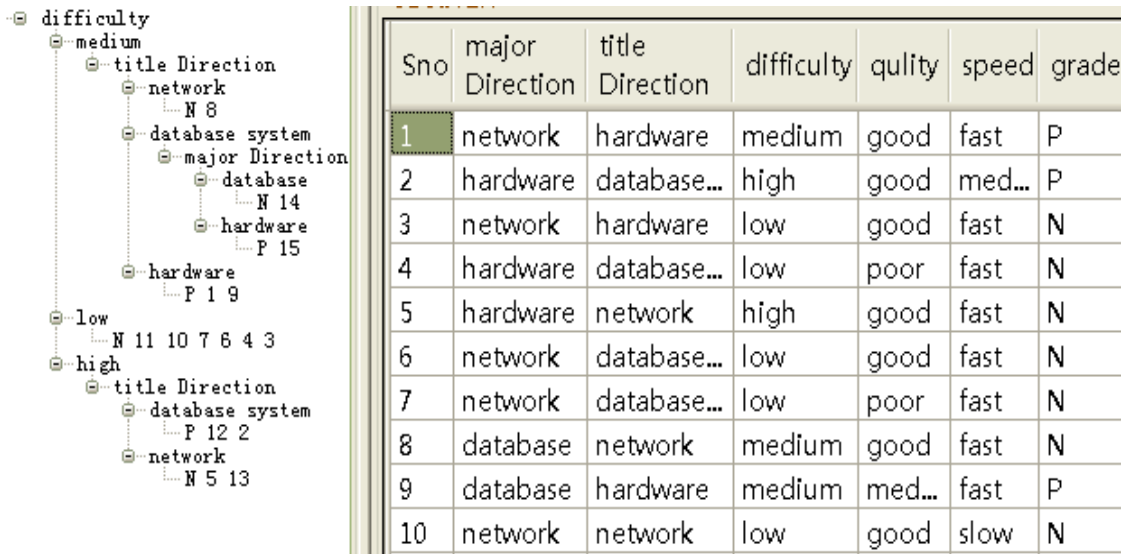 difficulty
medium
title Direction
network
N 8
database system
major Direction
database
N 14
hardware
P 15
hardware
P 1 9
low
N 11 10 7 6 4 3
high
title Direction
database system
P 12 2
network
N 5 13
Sno major Direction title Direction difficulty qulity speed grade
1 network hardware medium good fast P
2 hardware database... high good med... P
3 network hardware low good fast N
4 hardware database... low poor fast N
5 hardware network high good fast N
6 network database... low good fast N
7 network database... low poor fast N
8 database network medium good fast N
9 database hardware medium med... fast P
10 network network low good slow N